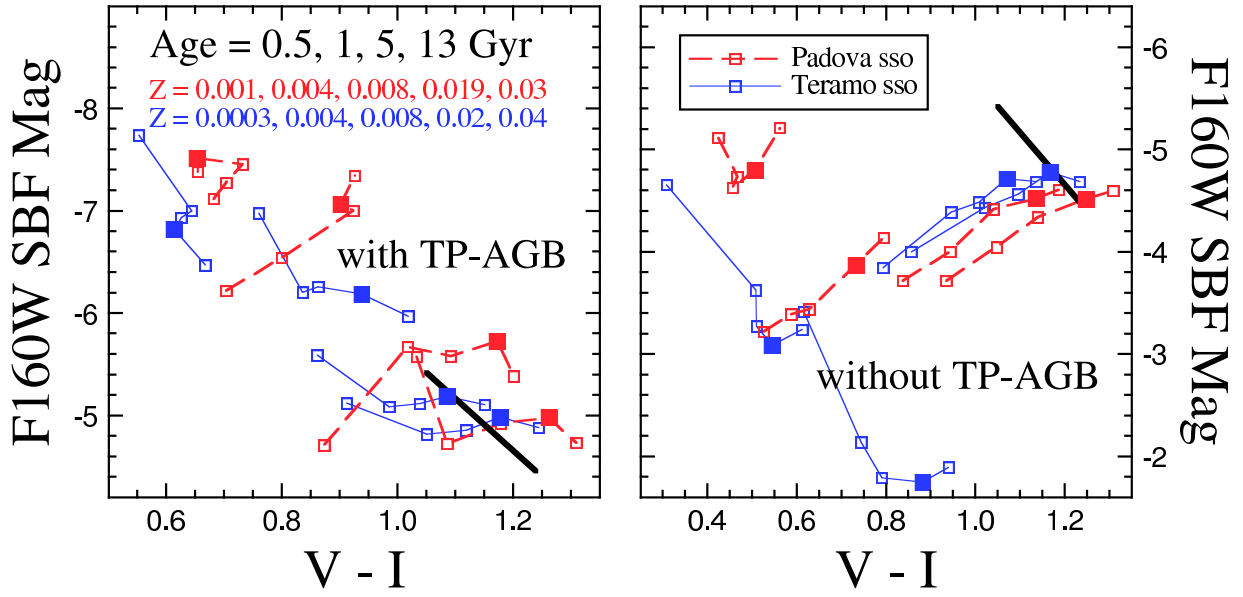 Age = 0.5, 1, 5, 13 Gyr
Z = 0.001, 0.004, 0.008, 0.019, 0.03
Z = 0.0003, 0.004, 0.008, 0.02, 0.04
with TP-AGB
F160W SBF Mag
-8
-7
-6
-5
0.6 0.8 1.0 1.2
V - I
Padova sso
Teramo sso
without TP-AGB
-6
-5
-4
-3
-2
F160W SBF Mag
0.4 0.6 0.8 1.0 1.2
V - I